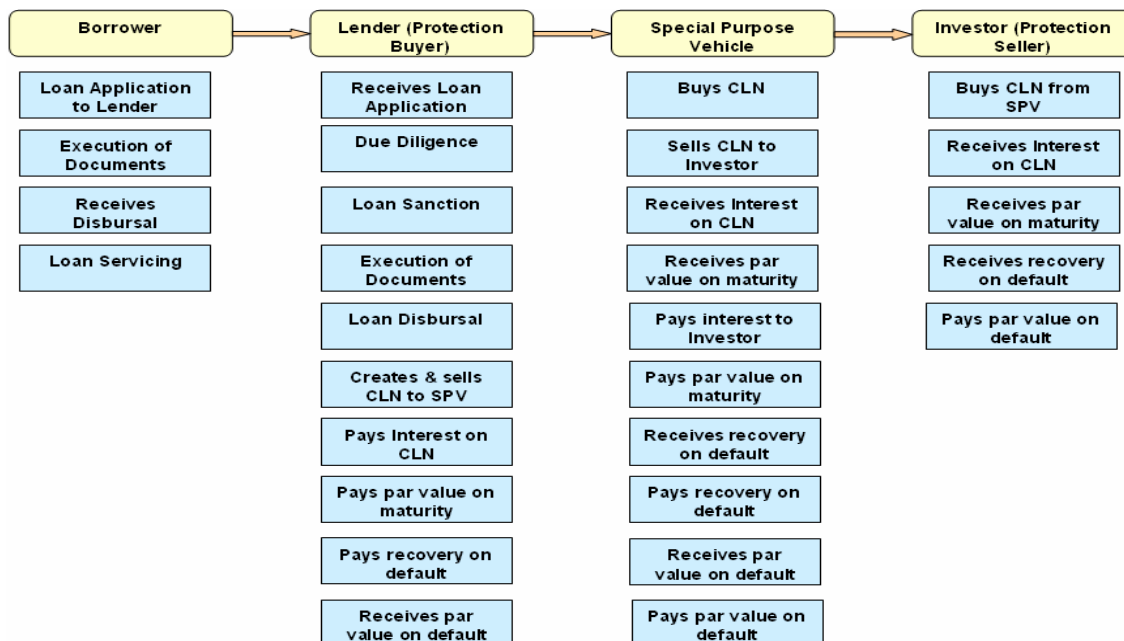 Borrower
Lender (Protection
Buyer)
Special Purpose
Vehicle
Investor (Protection
Seller)
Loan Application
to Lender
Execution of
Documents
Receives
Disbursal
Loan Servicing
Receives Loan
Application
Due Diligence
Loan Sanction
Execution of
Documents
Loan Disbursal
Creates & sells
CLN to SPV
Pays Interest on
CLN
Pays par value on
maturity
Pays recovery on
default
Receives par
value on default
Buys CLN
Sells CLN to
Investor
Receives Interest
on CLN
Receives par
value on maturity
Pays interest to
Investor
Pays par value on
maturity
Receives recovery
on default
Pays recovery on
default
Receives par
value on default
Pays par value on
default
Buys CLN from
SPV
Receives Interest
on CLN
Receives par
value on maturity
Receives recovery
on default
Pays par value on
default